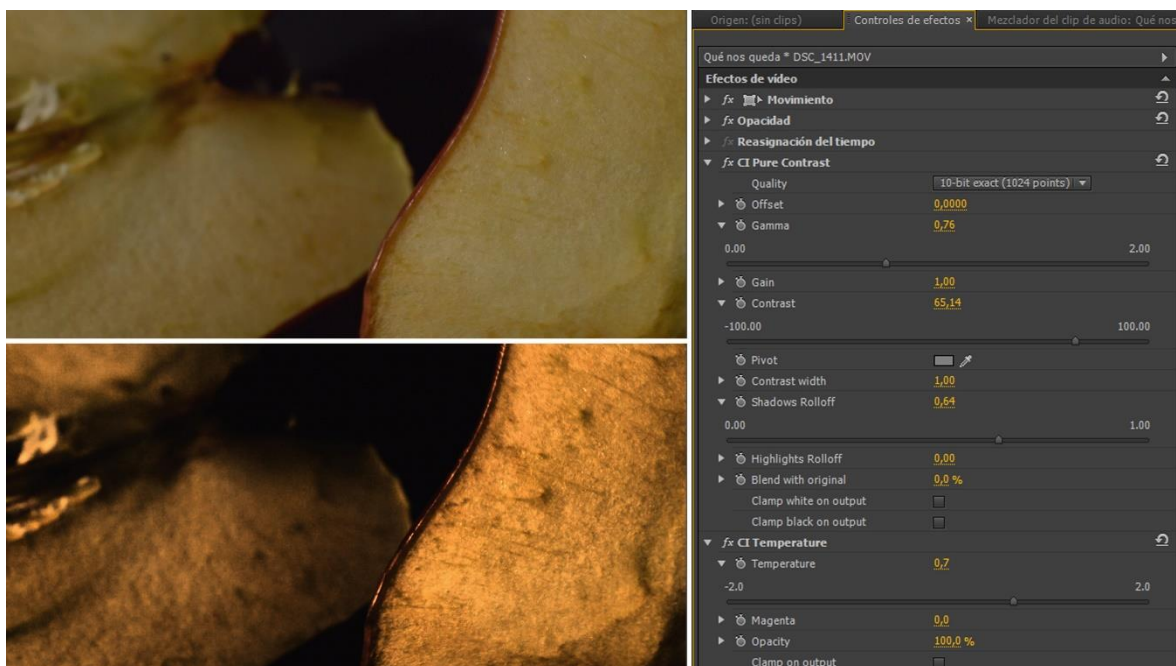 Origen: (sin clips) Controles de efectos × Mezclador del clip de audio: Qué nos
Qué nos queda * DSC_1411.MOV
Efectos de vídeo
fx Movimiento
fx Opacidad
fx Reasignación del tiempo
fx CI Pure Contrast
Quality 10-bit exact (1024 points)
Offset 0,0000
Gamma 0,76
0.00 2.00
Gain 1,00
Contrast 65,14
-100.00 100.00
Pivot
Contrast width 1,00
Shadows Rolloff 0,64
0.00 1.00
Highlights Rolloff 0,00
Blend with original 0,0 %
Clamp white on output
Clamp black on output
fx CI Temperature
Temperature 0,7
-2.0 2.0
Magenta 0,0
Opacity 100,0 %
Clamp on output